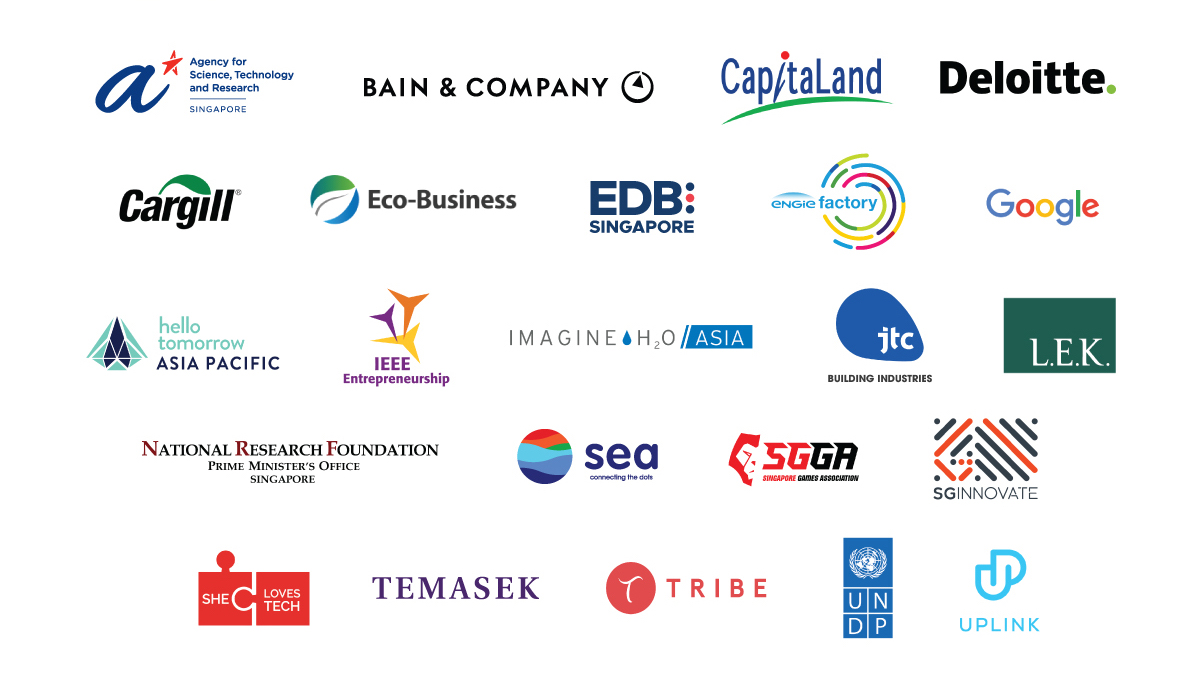 a
Agency for
Science, Technology
and Research
SINGAPORE
BAIN & COMPANY
CapitaLand
Deloitte.
Cargill®
Eco-Business
EDB:
SINGAPORE
ENGIE factory
Google
hello
tomorrow
ASIA PACIFIC
IEEE
Entrepreneurship
IMAGINE H2O/ASIA
jtc
BUILDING INDUSTRIES
L.E.K.
NATIONAL RESEARCH FOUNDATION
PRIME MINISTER'S OFFICE
SINGAPORE
sea
connecting the dots
SGGA
SINGAPORE GAMES ASSOCIATION
SGINNOVATE
SHE LOVES
TECH
TEMASEK
T TRIBE
U N
D P
UPLINK